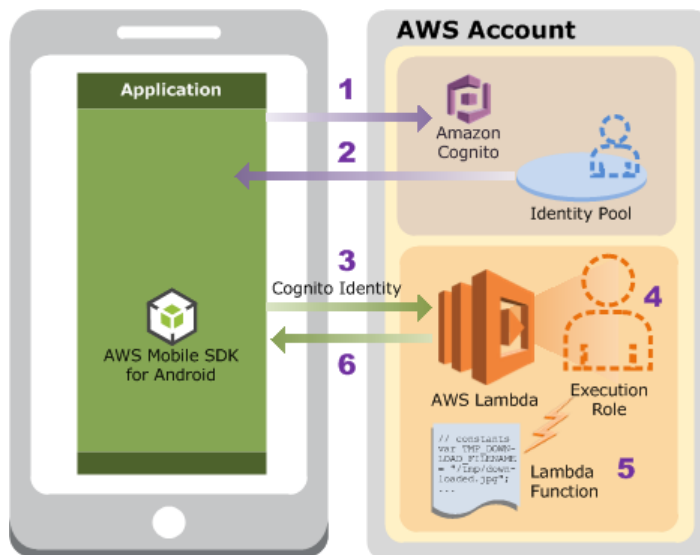 AWS Account
Application
1
Amazon
Cognito
2
Identity Pool
3
Cognito Identity
4
6
AWS Mobile SDK
for Android
AWS Lambda
Execution
Role
// constants
var TMP_DOWN-
LOAD_FILENAME
= "/Tmp/down-
loaded.jpg";
...
Lambda
Function
5